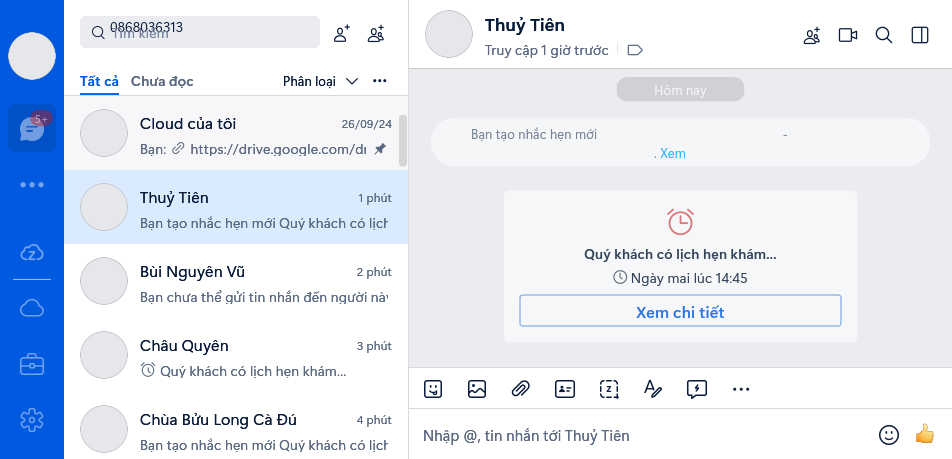 0868036313
Tìm kiếm
Tất cả Chưa đọc Phân loại
5+
Cloud của tôi 26/09/24
Bạn: https://drive.google.com/dr
Thuỷ Tiên 1 phút
Bạn tạo nhắc hẹn mới Quý khách có lịch
Bùi Nguyên Vũ 2 phút
Bạn chưa thể gửi tin nhắn đến người này
Châu Quyên 3 phút
Quý khách có lịch hẹn khám...
Chùa Bửu Long Cà Đú 4 phút
Bạn tạo nhắc hẹn mới Quý khách có lịch
Thuỷ Tiên
Truy cập 1 giờ trước
Hôm nay
Bạn tạo nhắc hẹn mới -
. Xem
Quý khách có lịch hẹn khám...
Ngày mai lúc 14:45
Xem chi tiết
Nhập @, tin nhắn tới Thuỷ Tiên